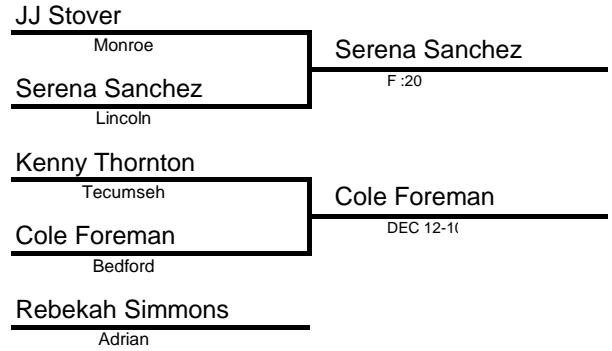 JJ Stover
Monroe
Serena Sanchez
F :20
Serena Sanchez
Lincoln
Kenny Thornton
Tecumseh
Cole Foreman
DEC 12-1
Cole Foreman
Bedford
Rebekah Simmons
Adrian